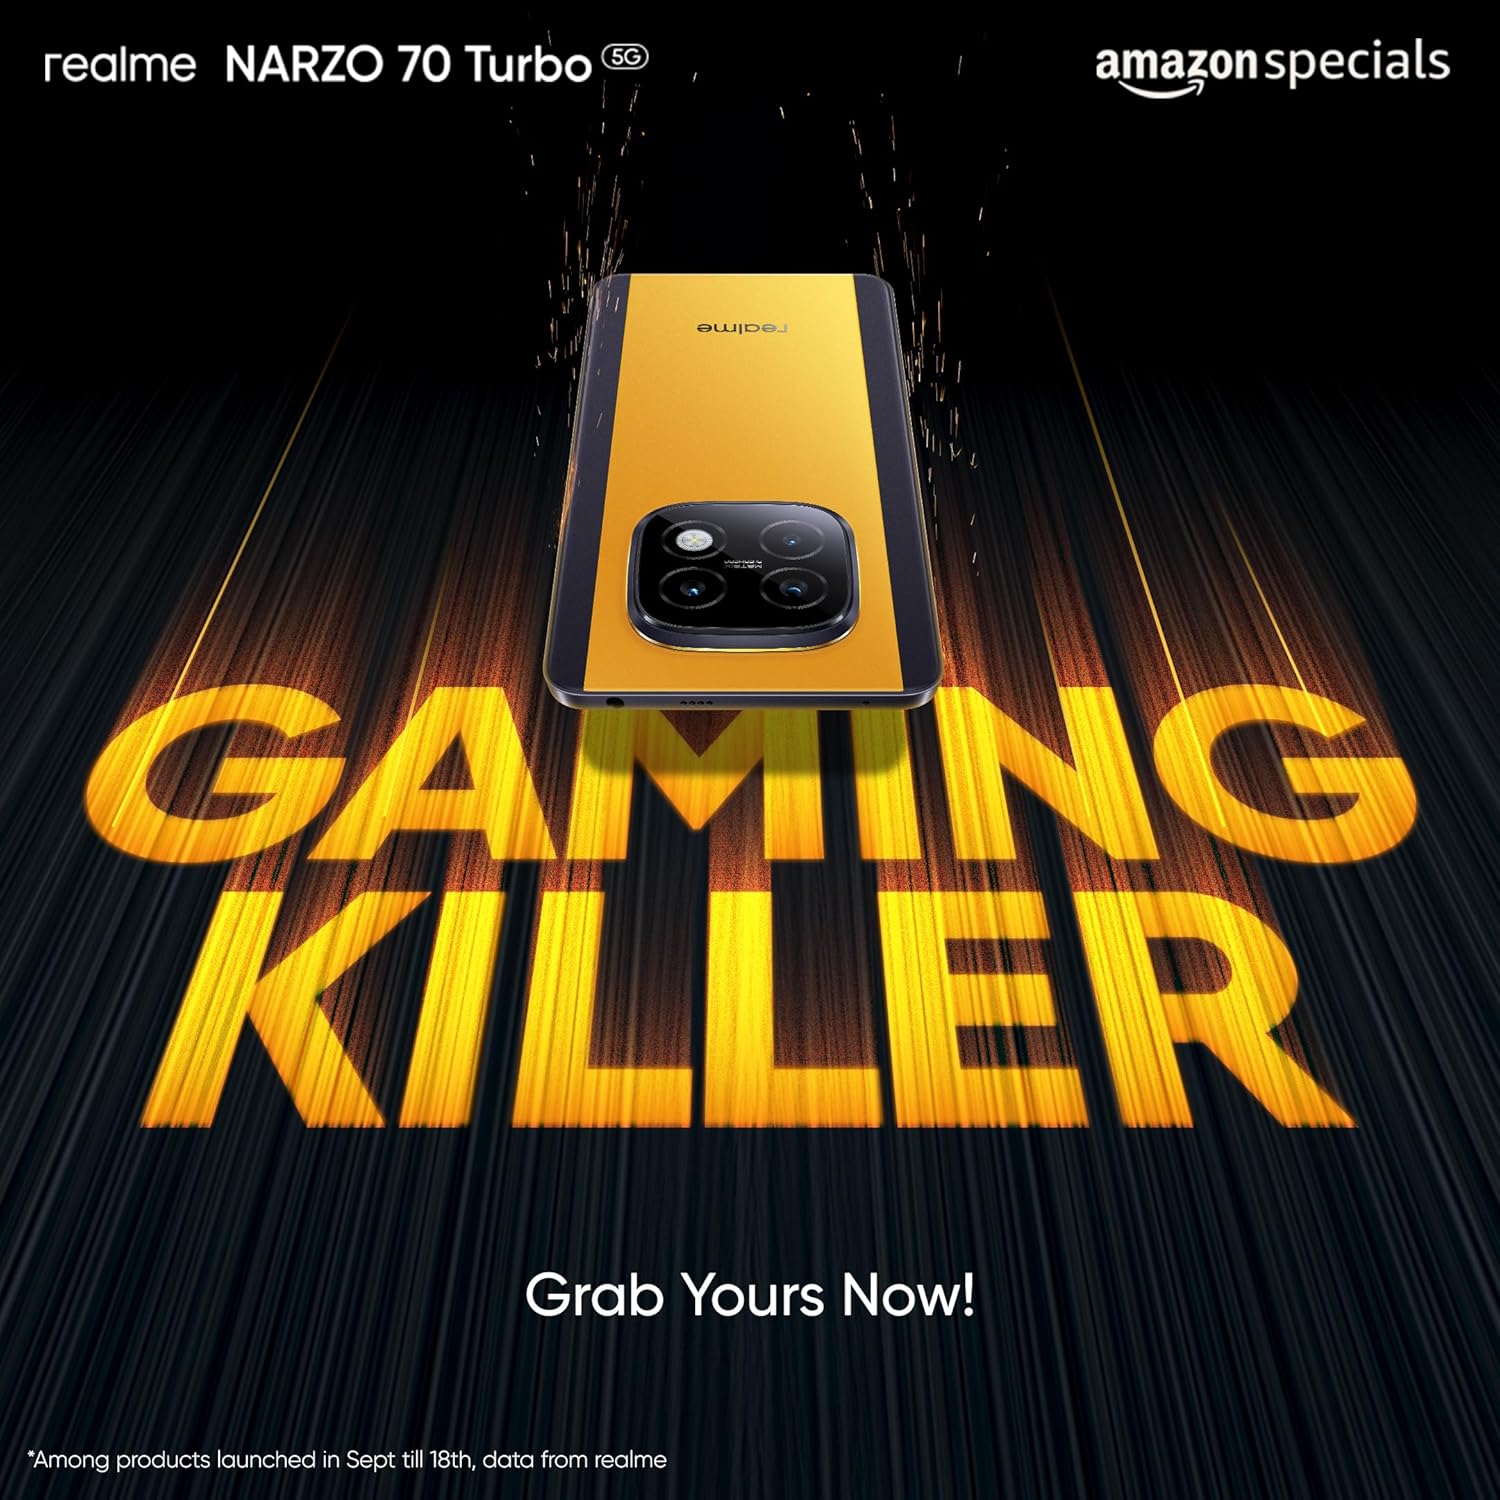 realme NARZO 70 Turbo 5G
amazon specials
realme
MATRIX
GAMING
KILLER
Grab Yours Now!
*Among products launched in Sept till 18th, data from realme